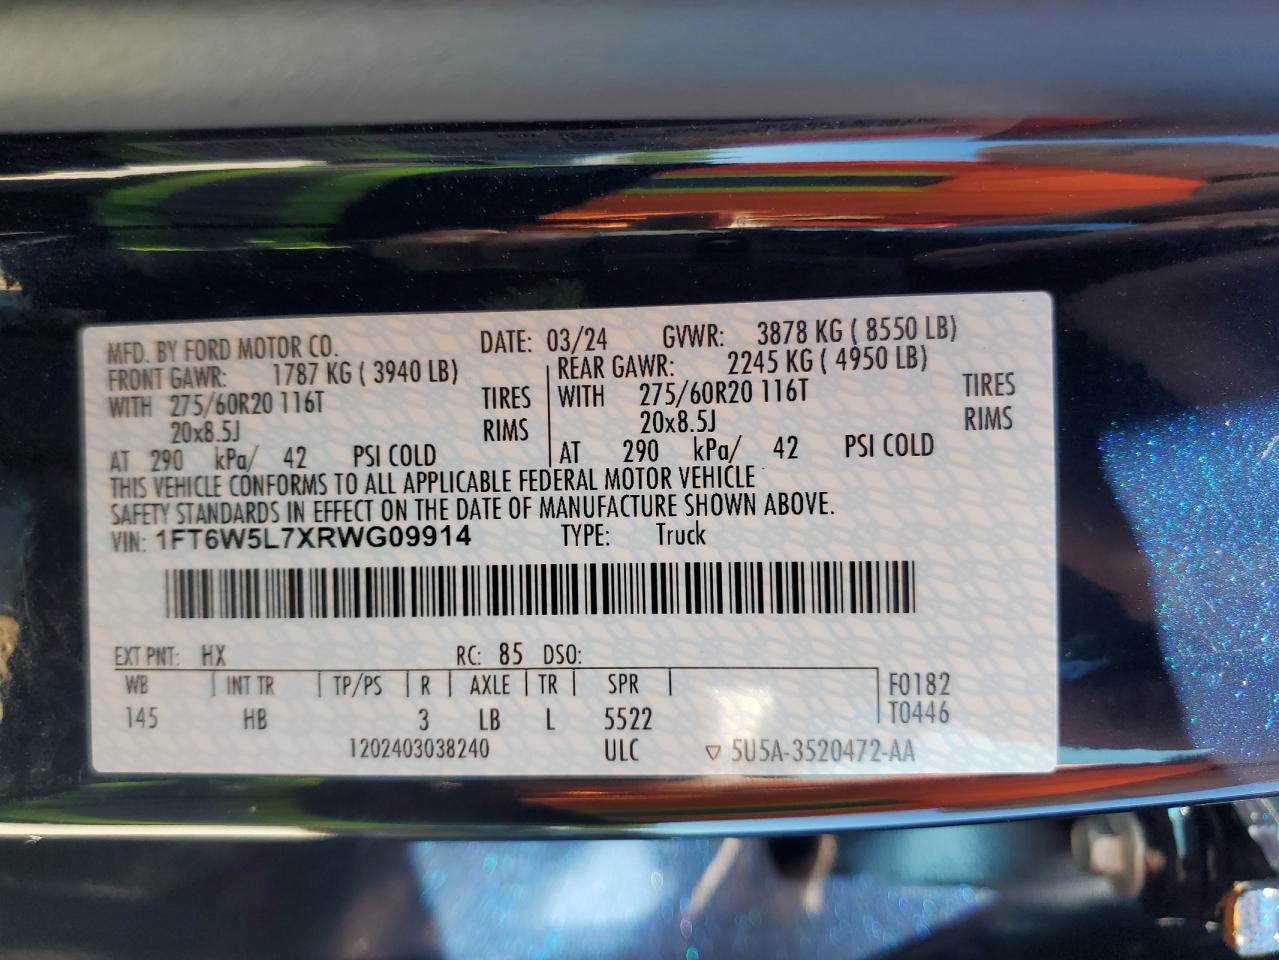 MFD. BY FORD MOTOR CO. DATE: 03/24 GVWR: 3878 KG ( 8550 LB)
FRONT GAWR: 1787 KG ( 3940 LB) REAR GAWR: 2245 KG ( 4950 LB)
WITH 275/60R20 116T TIRES WITH 275/60R20 116T TIRES
20x8.5J RIMS 20x8.5J RIMS
AT 290 kPa/ 42 PSI COLD AT 290 kPa/ 42 PSI COLD
THIS VEHICLE CONFORMS TO ALL APPLICABLE FEDERAL MOTOR VEHICLE
SAFETY STANDARDS IN EFFECT ON THE DATE OF MANUFACTURE SHOWN ABOVE.
VIN: 1FT6W5L7XRWG09914 TYPE: Truck
EXT PNT: HX RC: 85 DSO:
WB INT TR TP/PS R AXLE TR SPR F0182
145 HB 3 LB L 5522 T0446
1202403038240 ULC ▽ 5U5A-3520472-AA